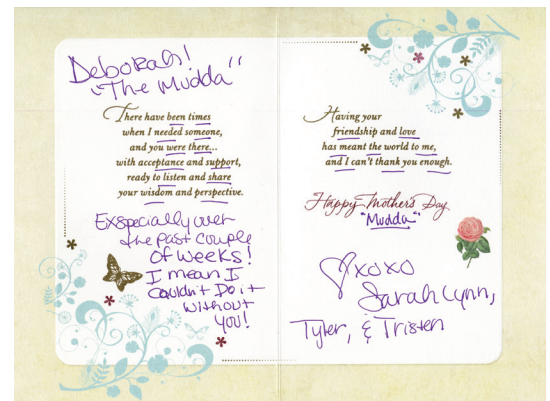 Deborah!
"The Mudda"
There have been times
when I needed someone,
and you were there...
with acceptance and support,
ready to listen and share
your wisdom and perspective.
Exspecially over
the past couple
of weeks!
I mean I
Couldn't Do it
without
you!
Having your
friendship and love
has meant the world to me,
and I can't thank you enough.
Happy Mother's Day
"Mudda"
xoxo
Sarah Lynn,
Tyler, & Tristen